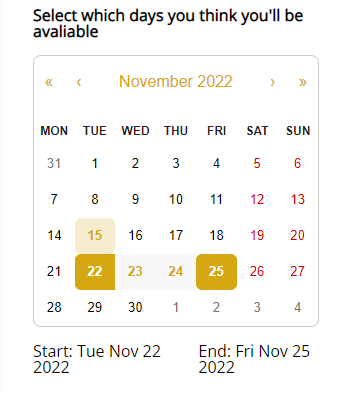 Select which days you think you'll be
avaliable
« ‹ November 2022 › »
MON TUE WED THU FRI SAT SUN
31 1 2 3 4 5 6
7 8 9 10 11 12 13
14 15 16 17 18 19 20
21 22 23 24 25 26 27
28 29 30 1 2 3 4
Start: Tue Nov 22 End: Fri Nov 25
2022 2022